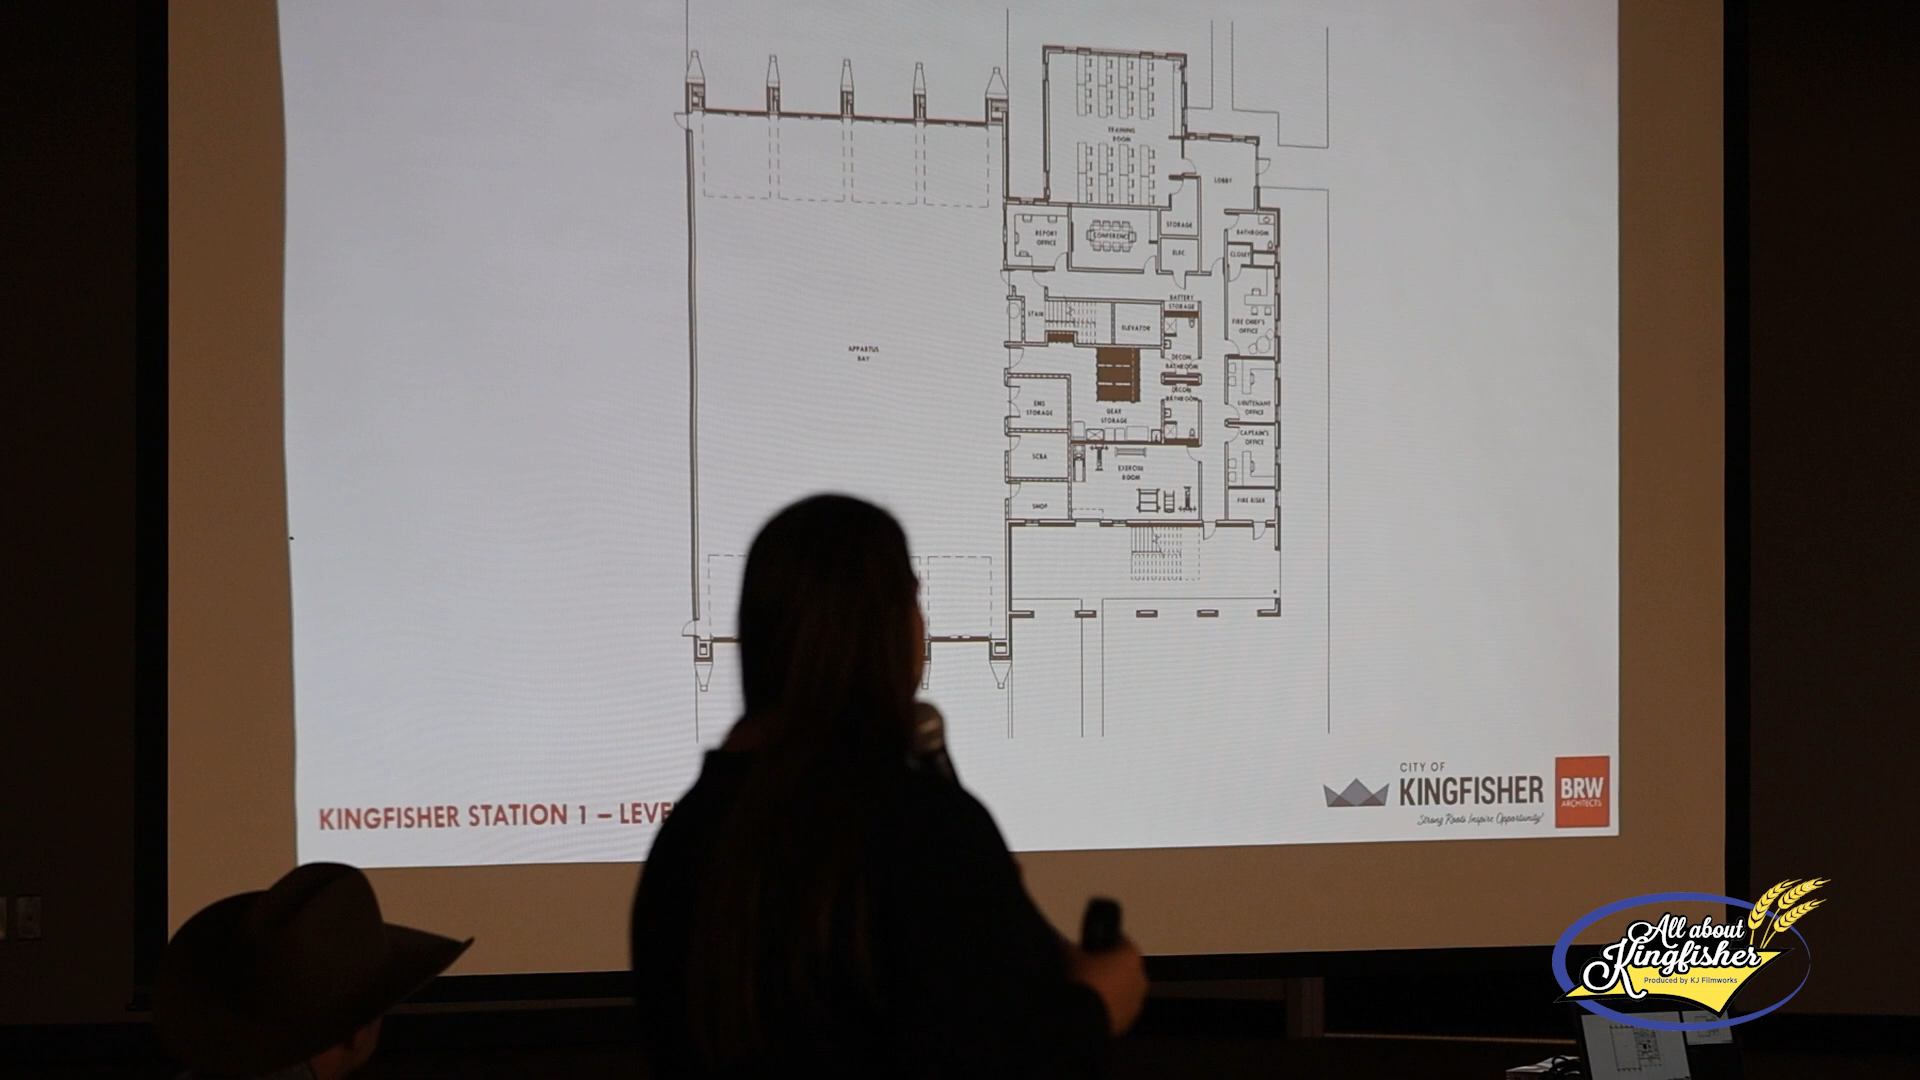 TRAINING
ROOM
LOBBY
STORAGE
REPORT
OFFICE
CONFERENCE
BATHROOM
ELEC.
CLOSET
BATTERY
STORAGE
STAIR
ELEVATOR
FIRE CHIEF'S
OFFICE
APPARTUS
BAY
DECON
BATHROOM
DECON
BATHROOM
EMS
STORAGE
GEAR
STORAGE
LIEUTENANT
OFFICE
CAPTAIN'S
OFFICE
SCBA
EXERCISE
ROOM
SHOP
FIRE RISER
KINGFISHER STATION 1 – LEVE
CITY OF
KINGFISHER
Strong Roots Inspire Opportunity!
BRW
ARCHITECTS
All about
Kingfisher
Produced by KJ Filmworks